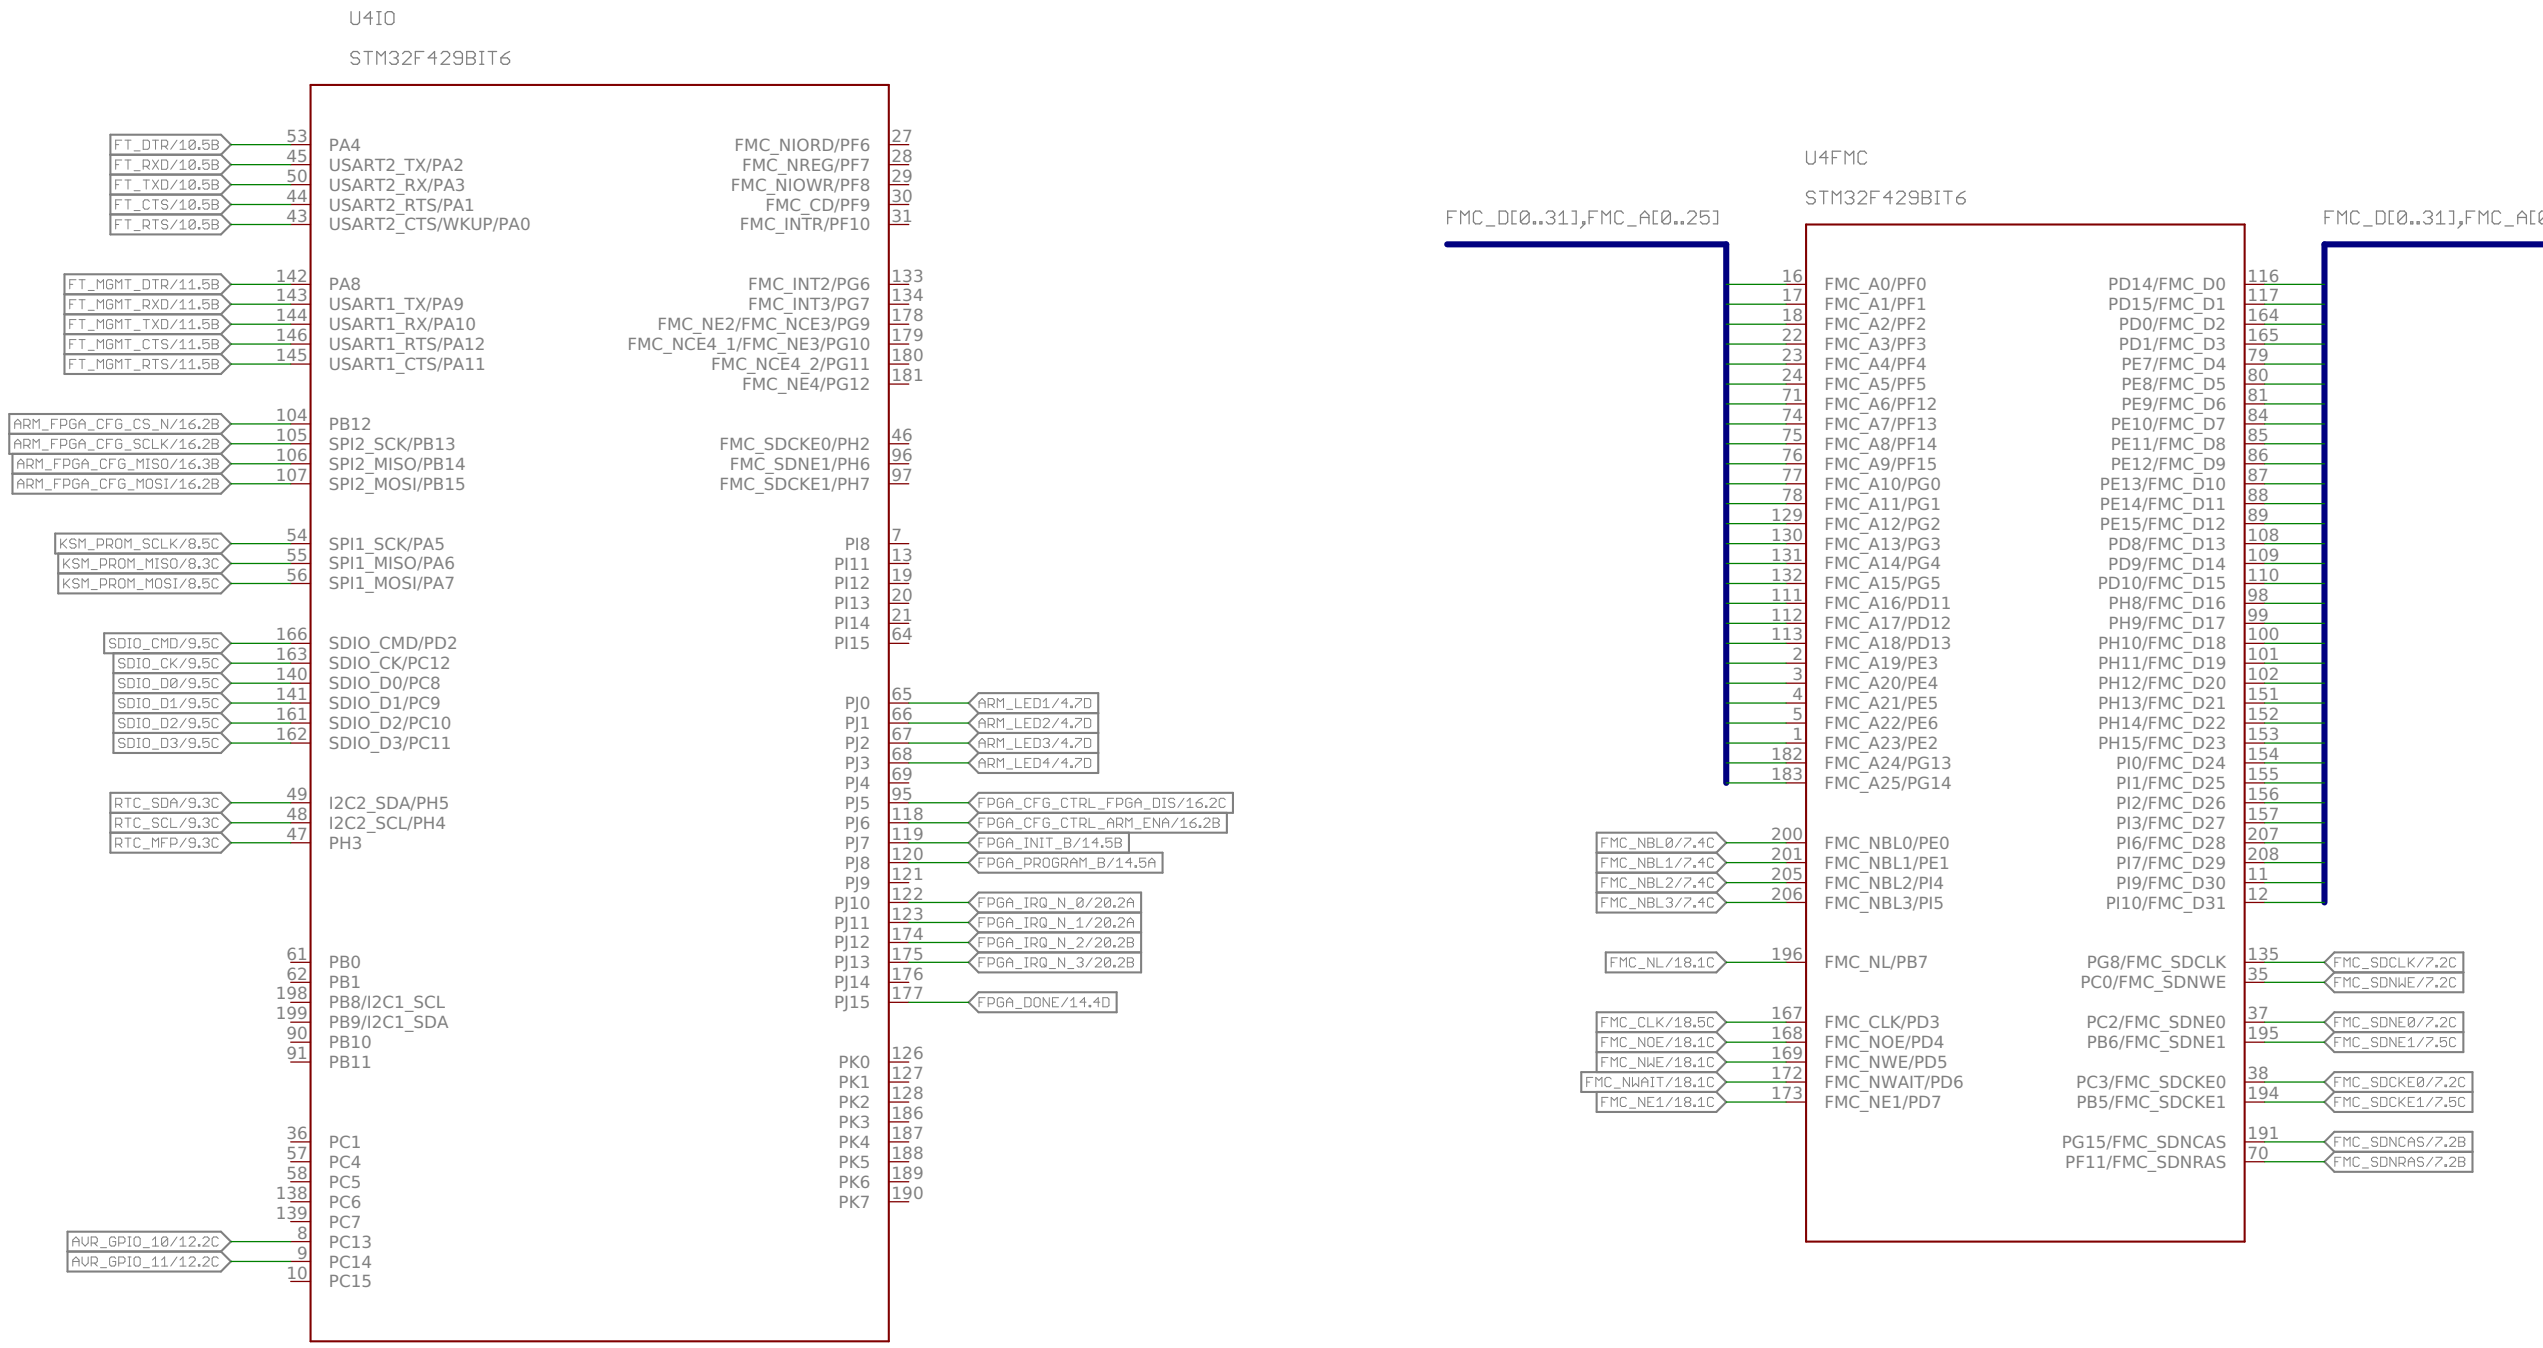 U4IO
STM32F429BIT6
FT_DTR/10.5B 53 PA4
FT_RXD/10.5B 45 USART2_TX/PA2
FT_TXD/10.5B 50 USART2_RX/PA3
FT_CTS/10.5B 44 USART2_RTS/PA1
FT_RTS/10.5B 43 USART2_CTS/WKUP/PA0
FT_MGMT_DTR/11.5B 142 PA8
FT_MGMT_RXD/11.5B 143 USART1_TX/PA9
FT_MGMT_TXD/11.5B 144 USART1_RX/PA10
FT_MGMT_CTS/11.5B 146 USART1_RTS/PA12
FT_MGMT_RTS/11.5B 145 USART1_CTS/PA11
ARM_FPGA_CFG_CS_N/16.2B 104 PB12
ARM_FPGA_CFG_SCLK/16.2B 105 SPI2_SCK/PB13
ARM_FPGA_CFG_MISO/16.3B 106 SPI2_MISO/PB14
ARM_FPGA_CFG_MOSI/16.2B 107 SPI2_MOSI/PB15
KSM_PROM_SCLK/8.5C 54 SPI1_SCK/PA5
KSM_PROM_MISO/8.3C 55 SPI1_MISO/PA6
KSM_PROM_MOSI/8.5C 56 SPI1_MOSI/PA7
SDIO_CMD/9.5C 166 SDIO_CMD/PD2
SDIO_CK/9.5C 163 SDIO_CK/PC12
SDIO_D0/9.5C 140 SDIO_D0/PC8
SDIO_D1/9.5C 141 SDIO_D1/PC9
SDIO_D2/9.5C 161 SDIO_D2/PC10
SDIO_D3/9.5C 162 SDIO_D3/PC11
RTC_SDA/9.3C 49 I2C2_SDA/PH5
RTC_SCL/9.3C 48 I2C2_SCL/PH4
RTC_MFP/9.3C 47 PH3
61 PB0
62 PB1
198 PB8/I2C1_SCL
199 PB9/I2C1_SDA
90 PB10
91 PB11
36 PC1
57 PC4
58 PC5
138 PC6
139 PC7
AVR_GPIO_10/12.2C 8 PC13
AVR_GPIO_11/12.2C 9 PC14
10 PC15
FMC_NIORD/PF6 27
FMC_NREG/PF7 28
FMC_NIOWR/PF8 29
FMC_CD/PF9 30
FMC_INTR/PF10 31
FMC_INT2/PG6 133
FMC_INT3/PG7 134
FMC_NE2/FMC_NCE3/PG9 178
FMC_NCE4_1/FMC_NE3/PG10 179
FMC_NCE4_2/PG11 180
FMC_NE4/PG12 181
FMC_SDCKE0/PH2 46
FMC_SDNE1/PH6 96
FMC_SDCKE1/PH7 97
PI8 7
PI11 13
PI12 19
PI13 20
PI14 21
PI15 64
PJ0 65 ARM_LED1/4.7D
PJ1 66 ARM_LED2/4.7D
PJ2 67 ARM_LED3/4.7D
PJ3 68 ARM_LED4/4.7D
PJ4 69
PJ5 95 FPGA_CFG_CTRL_FPGA_DIS/16.2C
PJ6 118 FPGA_CFG_CTRL_ARM_ENA/16.2B
PJ7 119 FPGA_INIT_B/14.5B
PJ8 120 FPGA_PROGRAM_B/14.5A
PJ9 121
PJ10 122 FPGA_IRQ_N_0/20.2A
PJ11 123 FPGA_IRQ_N_1/20.2A
PJ12 174 FPGA_IRQ_N_2/20.2B
PJ13 175 FPGA_IRQ_N_3/20.2B
PJ14 176
PJ15 177 FPGA_DONE/14.4D
PK0 126
PK1 127
PK2 128
PK3 186
PK4 187
PK5 188
PK6 189
PK7 190
U4FMC
STM32F429BIT6
FMC_D[0..31],FMC_A[0..25]
16 FMC_A0/PF0
17 FMC_A1/PF1
18 FMC_A2/PF2
22 FMC_A3/PF3
23 FMC_A4/PF4
24 FMC_A5/PF5
71 FMC_A6/PF12
74 FMC_A7/PF13
75 FMC_A8/PF14
76 FMC_A9/PF15
77 FMC_A10/PG0
78 FMC_A11/PG1
129 FMC_A12/PG2
130 FMC_A13/PG3
131 FMC_A14/PG4
132 FMC_A15/PG5
111 FMC_A16/PD11
112 FMC_A17/PD12
113 FMC_A18/PD13
2 FMC_A19/PE3
3 FMC_A20/PE4
4 FMC_A21/PE5
5 FMC_A22/PE6
1 FMC_A23/PE2
182 FMC_A24/PG13
183 FMC_A25/PG14
FMC_NBL0/7.4C 200 FMC_NBL0/PE0
FMC_NBL1/7.4C 201 FMC_NBL1/PE1
FMC_NBL2/7.4C 205 FMC_NBL2/PI4
FMC_NBL3/7.4C 206 FMC_NBL3/PI5
FMC_NL/18.1C 196 FMC_NL/PB7
FMC_CLK/18.5C 167 FMC_CLK/PD3
FMC_NOE/18.1C 168 FMC_NOE/PD4
FMC_NWE/18.1C 169 FMC_NWE/PD5
FMC_NWAIT/18.1C 172 FMC_NWAIT/PD6
FMC_NE1/18.1C 173 FMC_NE1/PD7
FMC_D[0..31],FMC_A[0
PD14/FMC_D0 116
PD15/FMC_D1 117
PD0/FMC_D2 164
PD1/FMC_D3 165
PE7/FMC_D4 79
PE8/FMC_D5 80
PE9/FMC_D6 81
PE10/FMC_D7 84
PE11/FMC_D8 85
PE12/FMC_D9 86
PE13/FMC_D10 87
PE14/FMC_D11 88
PE15/FMC_D12 89
PD8/FMC_D13 108
PD9/FMC_D14 109
PD10/FMC_D15 110
PH8/FMC_D16 98
PH9/FMC_D17 99
PH10/FMC_D18 100
PH11/FMC_D19 101
PH12/FMC_D20 102
PH13/FMC_D21 151
PH14/FMC_D22 152
PH15/FMC_D23 153
PI0/FMC_D24 154
PI1/FMC_D25 155
PI2/FMC_D26 156
PI3/FMC_D27 157
PI6/FMC_D28 207
PI7/FMC_D29 208
PI9/FMC_D30 11
PI10/FMC_D31 12
PG8/FMC_SDCLK 135 FMC_SDCLK/7.2C
PC0/FMC_SDNWE 35 FMC_SDNWE/7.2C
PC2/FMC_SDNE0 37 FMC_SDNE0/7.2C
PB6/FMC_SDNE1 195 FMC_SDNE1/7.5C
PC3/FMC_SDCKE0 38 FMC_SDCKE0/7.2C
PB5/FMC_SDCKE1 194 FMC_SDCKE1/7.5C
PG15/FMC_SDNCAS 191 FMC_SDNCAS/7.2B
PF11/FMC_SDNRAS 70 FMC_SDNRAS/7.2B